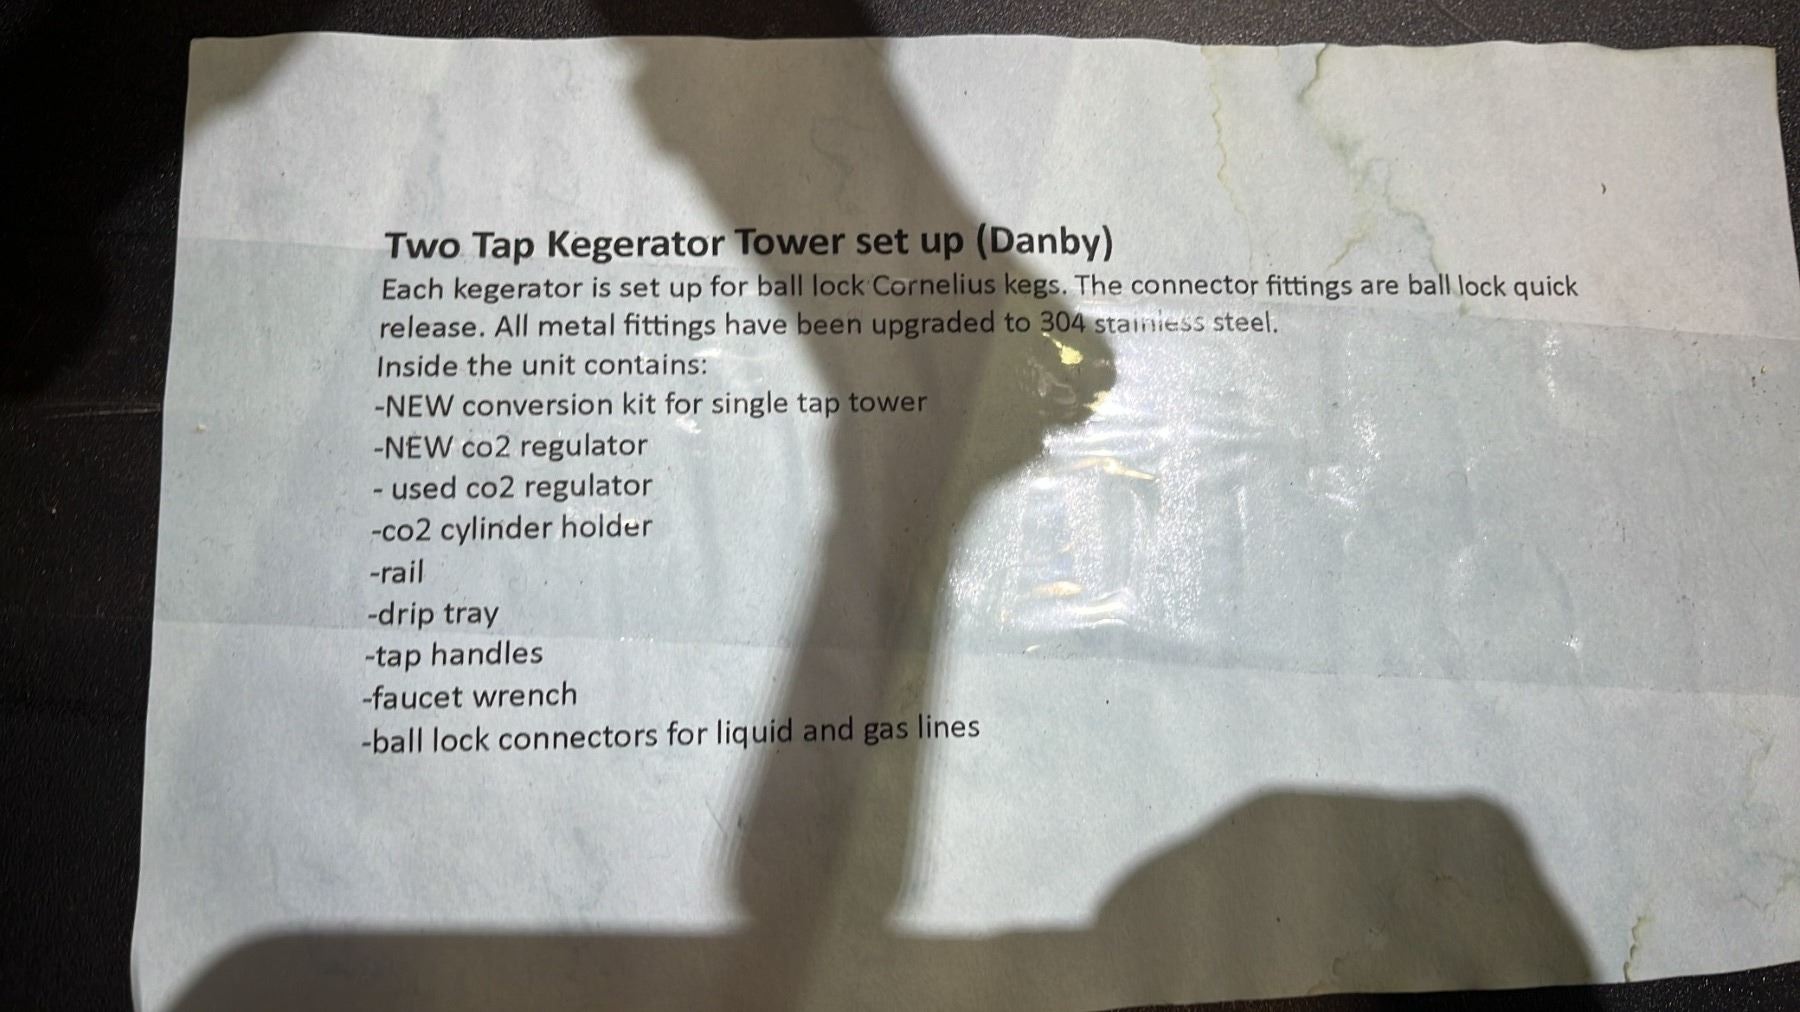 Two Tap Kegerator Tower set up (Danby)
Each kegerator is set up for ball lock Cornelius kegs. The connector fittings are ball lock quick
release. All metal fittings have been upgraded to 304 stainless steel.
Inside the unit contains:
-NEW conversion kit for single tap tower
-NEW co2 regulator
- used co2 regulator
-co2 cylinder holder
-rail
-drip tray
-tap handles
-faucet wrench
-ball lock connectors for liquid and gas lines